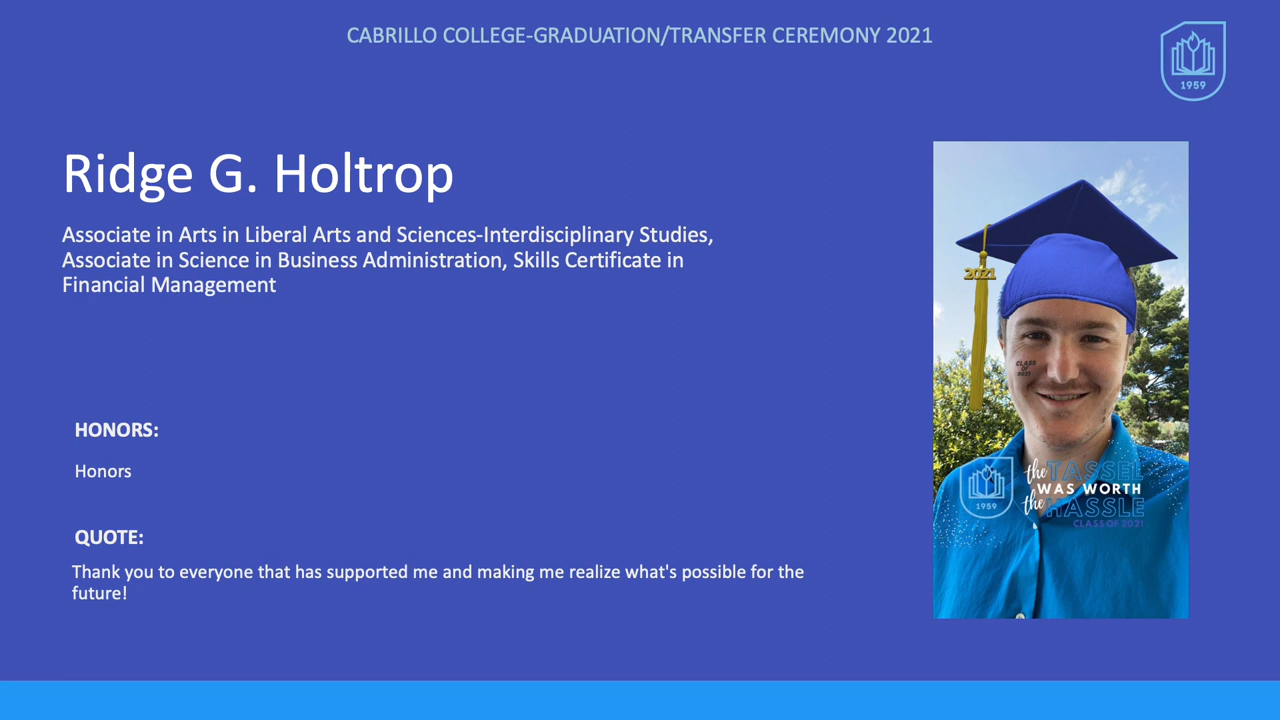 CABRILLO COLLEGE-GRADUATION/TRANSFER CEREMONY 2021
1959
Ridge G. Holtrop
Associate in Arts in Liberal Arts and Sciences-Interdisciplinary Studies,
Associate in Science in Business Administration, Skills Certificate in
Financial Management
HONORS:
Honors
QUOTE:
Thank you to everyone that has supported me and making me realize what's possible for the
future!
2021
CLASS
OF
2021
1959
the TASSEL
WAS WORTH
the HASSLE
CLASS OF 2021